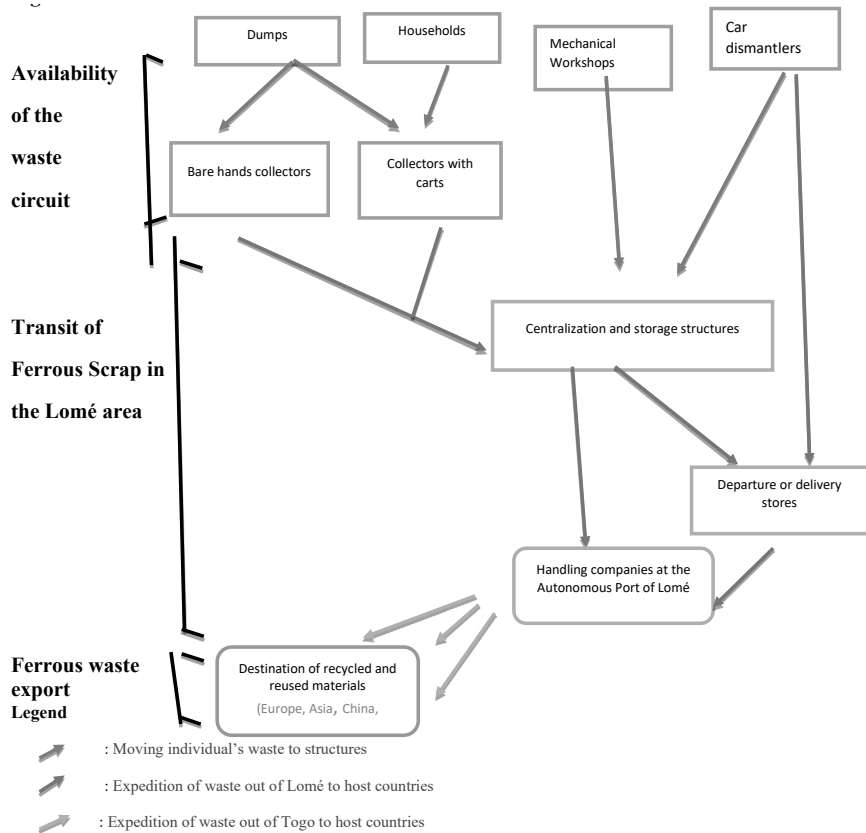 Dumps
Households
Mechanical
Workshops
Car
dismantlers
Availability
of the
waste
circuit
Bare hands collectors
Collectors with
carts
Transit of
Ferrous Scrap in
the Lomé area
Centralization and storage structures
Departure or delivery
stores
Handling companies at the
Autonomous Port of Lomé
Ferrous waste
export
Destination of recycled and
reused materials
(Europe, Asia, China,
Legend
: Moving individual’s waste to structures
: Expedition of waste out of Lomé to host countries
: Expedition of waste out of Togo to host countries